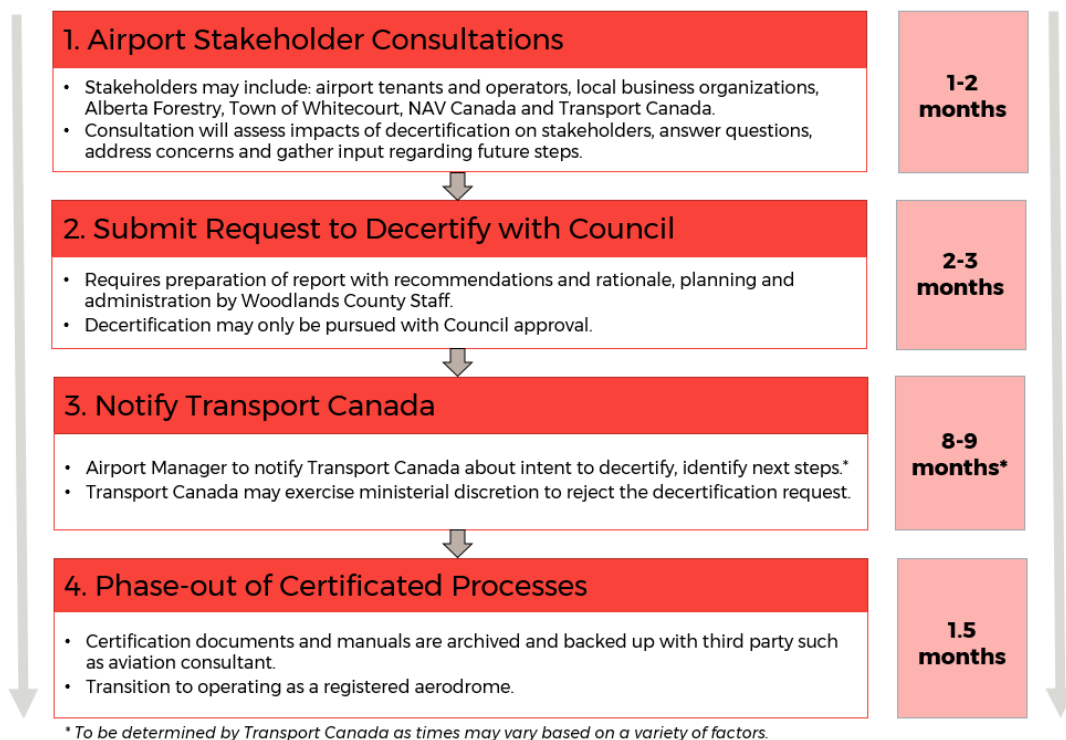 1. Airport Stakeholder Consultations
• Stakeholders may include: airport tenants and operators, local business organizations,
Alberta Forestry, Town of Whitecourt, NAV Canada and Transport Canada.
• Consultation will assess impacts of decertification on stakeholders, answer questions,
address concerns and gather input regarding future steps.
1-2
months
2. Submit Request to Decertify with Council
• Requires preparation of report with recommendations and rationale, planning and
administration by Woodlands County Staff.
• Decertification may only be pursued with Council approval.
2-3
months
3. Notify Transport Canada
• Airport Manager to notify Transport Canada about intent to decertify, identify next steps.*
• Transport Canada may exercise ministerial discretion to reject the decertification request.
8-9
months*
4. Phase-out of Certificated Processes
• Certification documents and manuals are archived and backed up with third party such
as aviation consultant.
• Transition to operating as a registered aerodrome.
1.5
months
* To be determined by Transport Canada as times may vary based on a variety of factors.